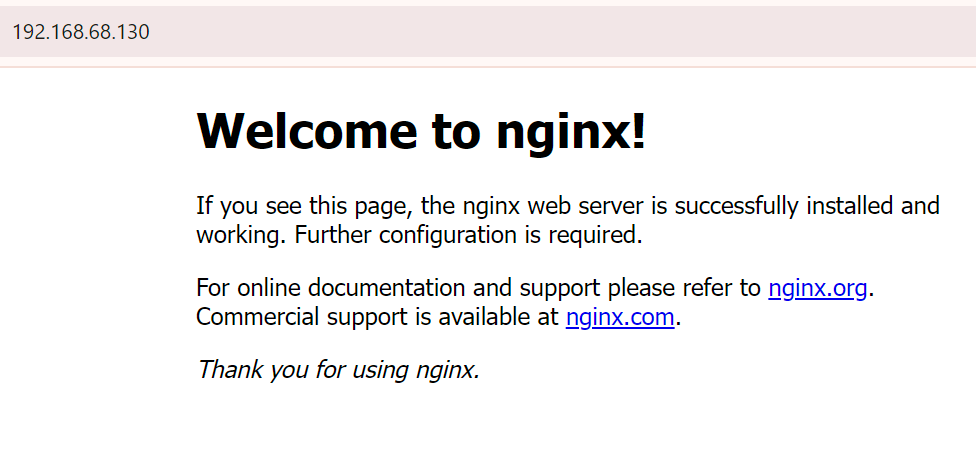 192.168.68.130
Welcome to nginx!
If you see this page, the nginx web server is successfully installed and
working. Further configuration is required.
For online documentation and support please refer to nginx.org.
Commercial support is available at nginx.com.
Thank you for using nginx.